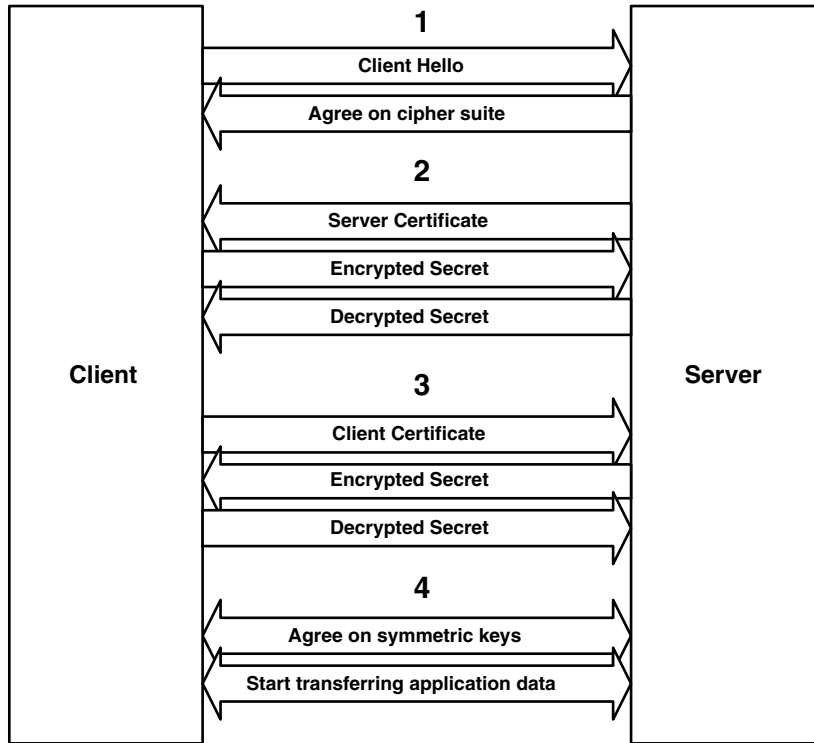 1
Client Hello
Agree on cipher suite
2
Server Certificate
Encrypted Secret
Decrypted Secret
Client
Server
3
Client Certificate
Encrypted Secret
Decrypted Secret
4
Agree on symmetric keys
Start transferring application data